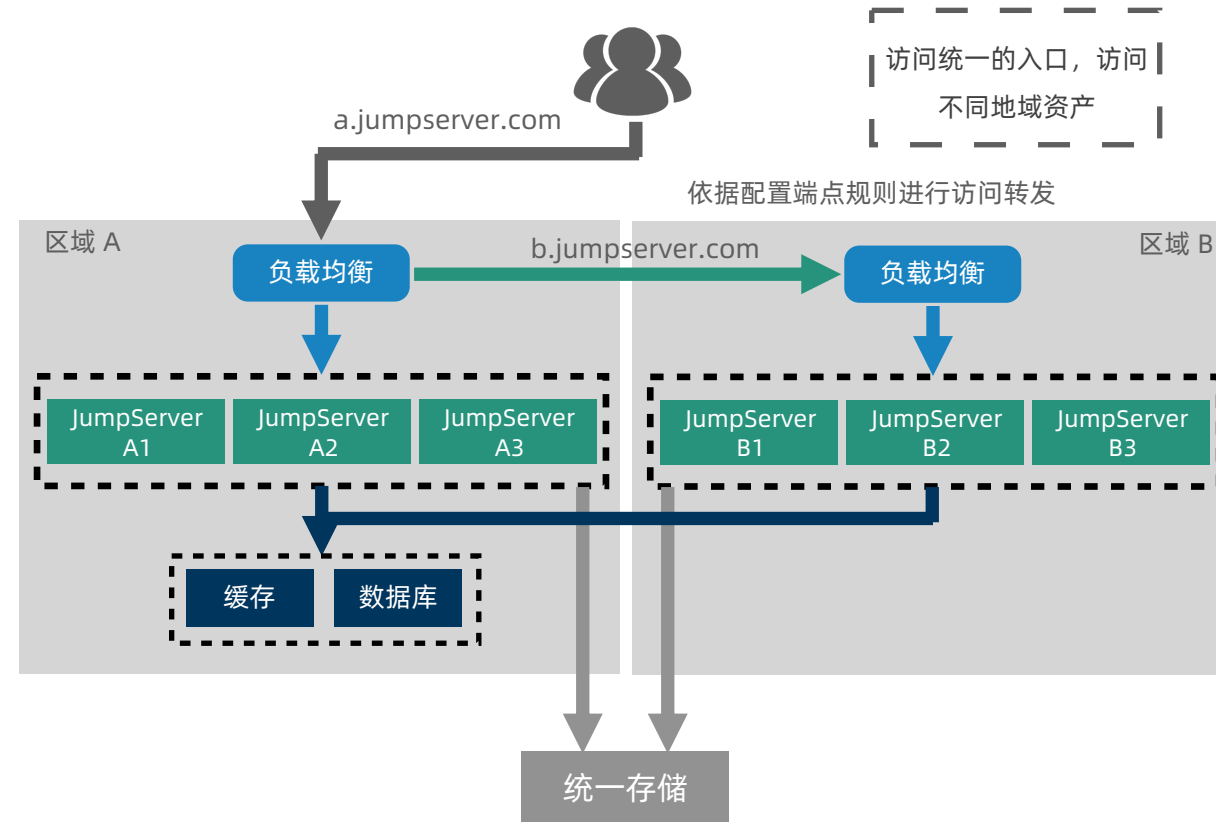 访问统一的入口，访问
不同地域资产
a.jumpserver.com
依据配置端点规则进行访问转发
区域 A
b.jumpserver.com
区域 B
负载均衡
负载均衡
JumpServer
A1
JumpServer
A2
JumpServer
A3
JumpServer
B1
JumpServer
B2
JumpServer
B3
缓存
数据库
统一存储